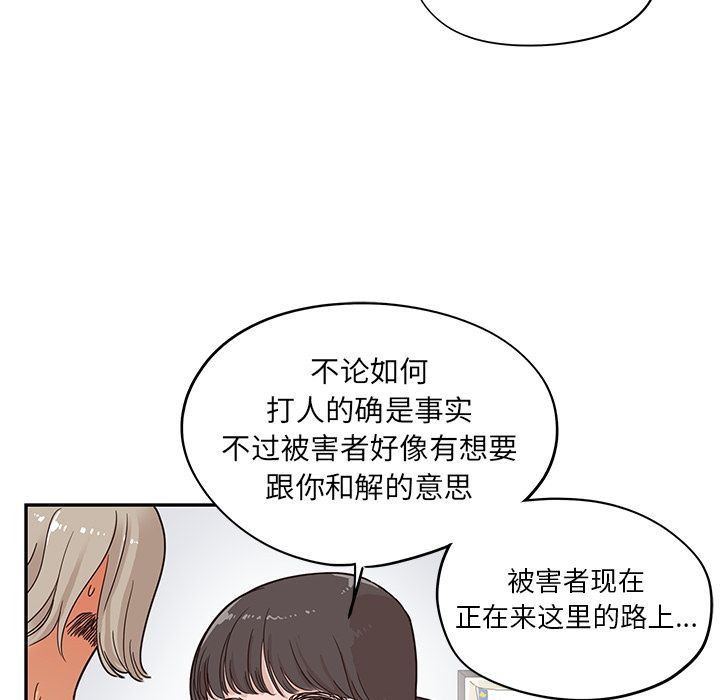 不论如何
打人的确是事实
不过被害者好像有想要
跟你和解的意思
被害者现在
正在来这里的路上...